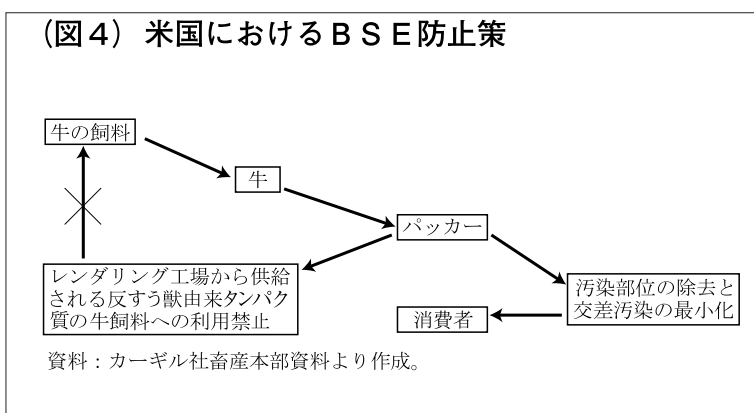 （図４）米国におけるＢＳＥ防止策
牛の飼料
牛
パッカー
レンダリング工場から供給
される反すう獣由来タンパク
質の牛飼料への利用禁止
汚染部位の除去と
交差汚染の最小化
消費者
資料：カーギル社畜産本部資料より作成。